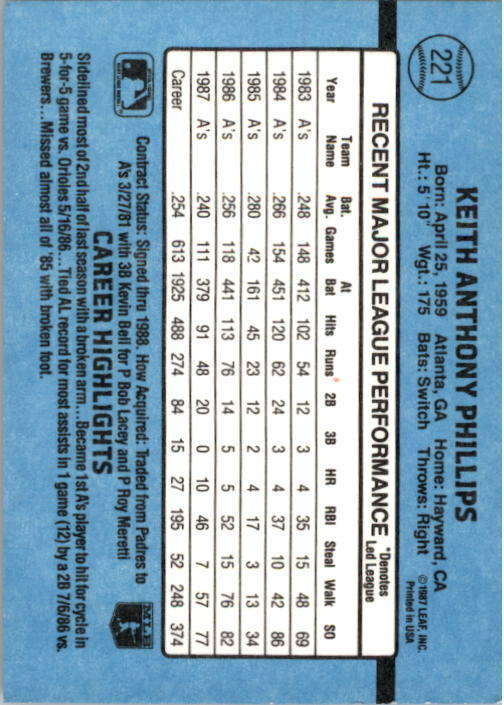 221
KEITH ANTHONY PHILLIPS
Born: April 25, 1959 Atlanta, GA Home: Hayward, CA
Ht.: 5'10" Wgt.: 175 Bats: Switch Throws: Right
©1987 LEAF, INC.
Printed in USA
RECENT MAJOR LEAGUE PERFORMANCE *Denotes Led League
Year Team Name Bat. Avg. Games At Bat Hits Runs 2B 3B HR RBI Steal Walk SO
1983 A's .248 148 412 102 54 12 3 4 35 15 48 69
1984 A's .266 154 451 120 62 24 3 4 37 10 42 86
1985 A's .280 42 161 45 23 12 2 4 17 3 13 34
1986 A's .256 118 441 113 76 14 5 5 52 15 76 82
1987 A's .240 111 379 91 48 20 0 10 46 7 57 77
Career .254 613 1925 488 274 84 15 27 195 52 248 374
Contract Status: Signed thru 1998. How Acquired: Traded from Padres to
A's 3/27/81 with 3B Kevin Bell for P Bob Lacey and P Roy Meretti
MLB
CAREER HIGHLIGHTS
Sidelined most of 2nd half of last season with a broken arm...Became 1st A's player to hit for cycle in
5-for-5 game vs. Orioles 5/16/86...Tied AL record for most assists in 1 game (12) by a 2B 7/6/86 vs.
Brewers...Missed almost all of '85 with broken foot.